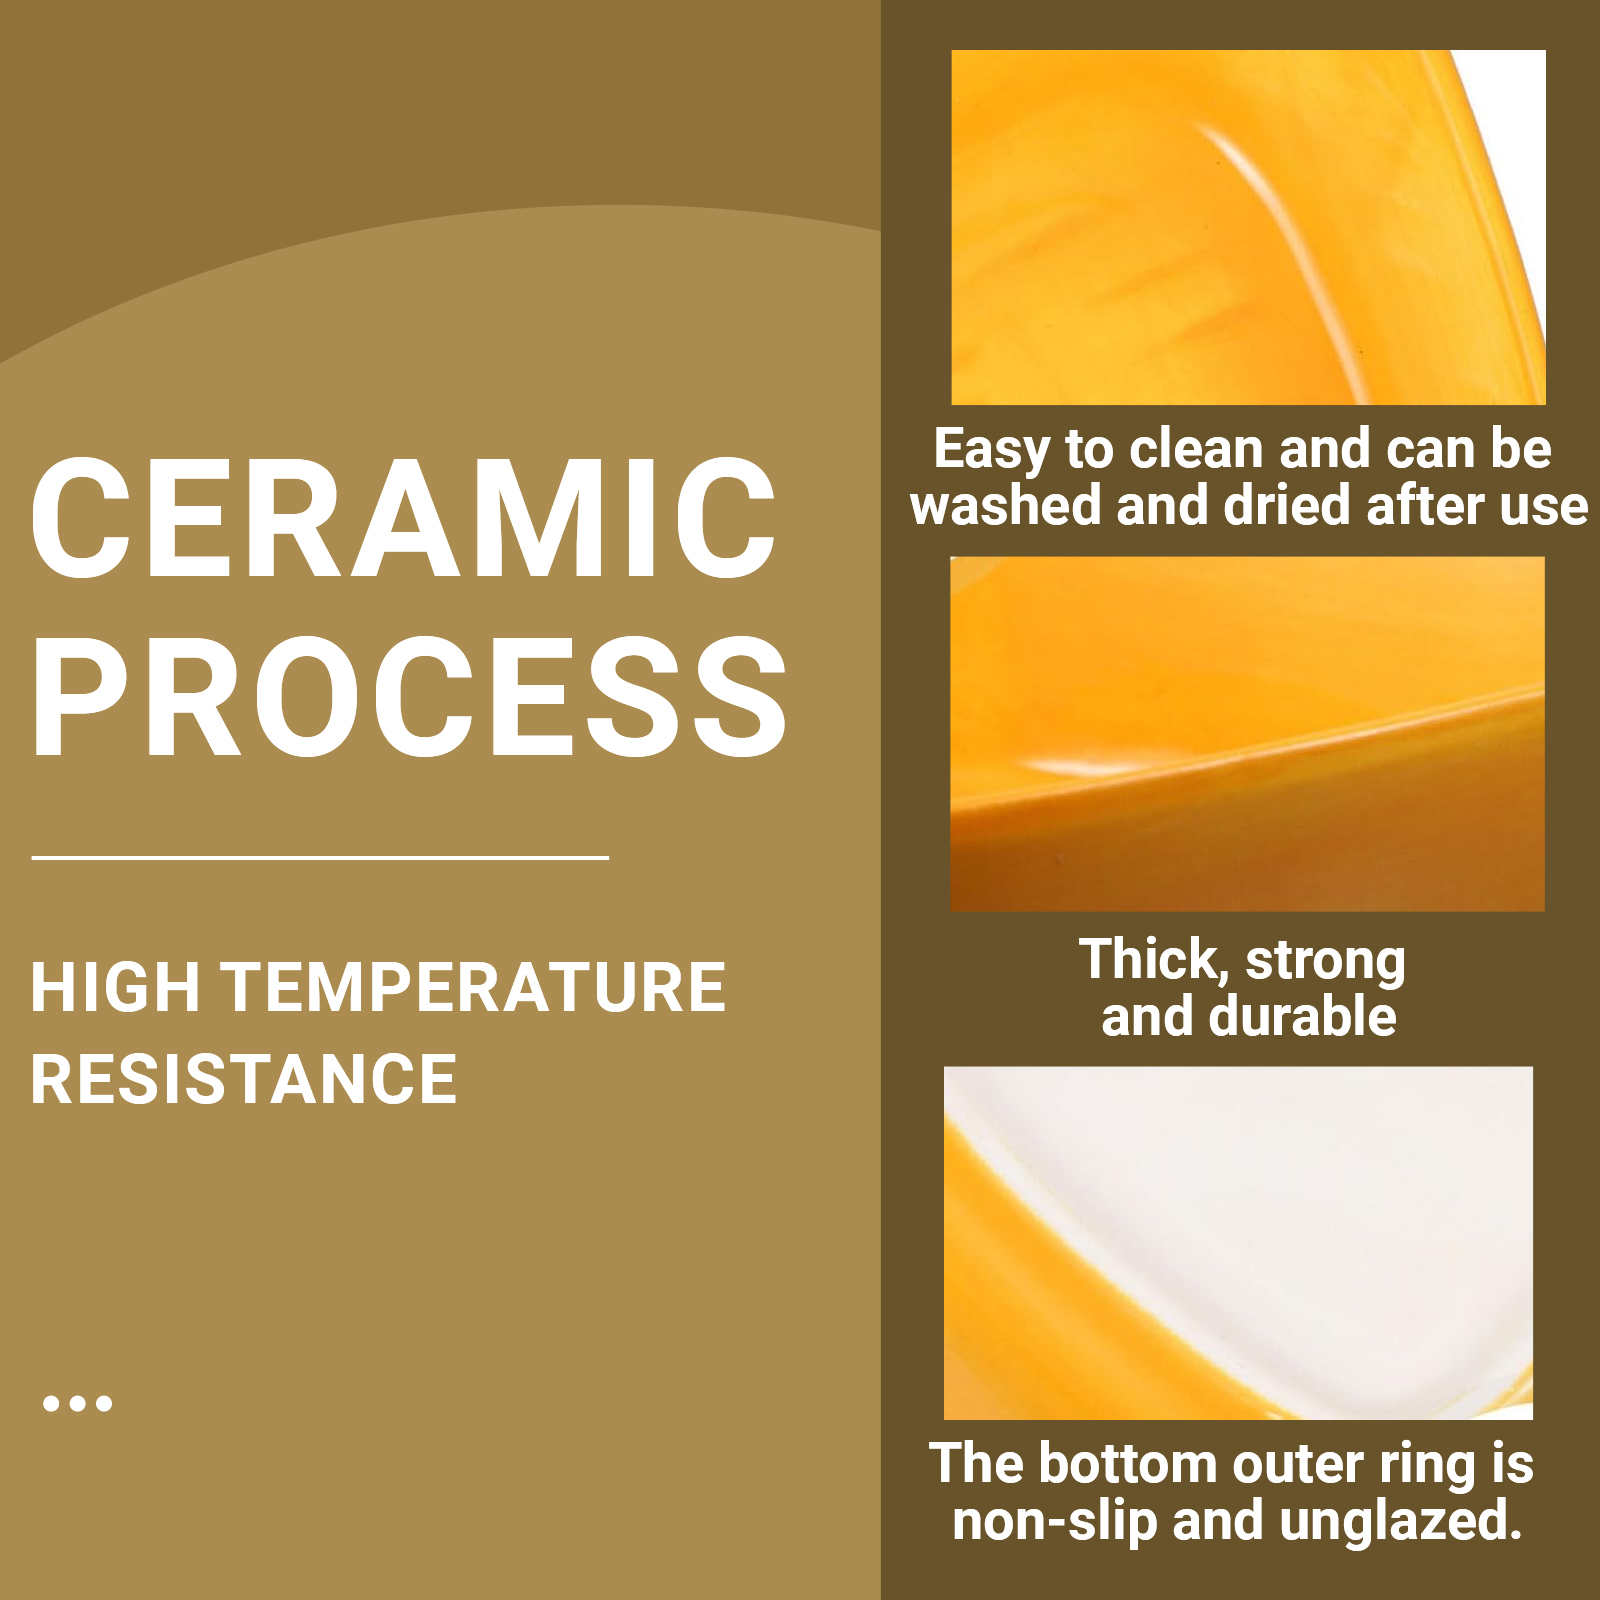 CERAMIC
PROCESS
HIGH TEMPERATURE
RESISTANCE
Easy to clean and can be
washed and dried after use
Thick, strong
and durable
The bottom outer ring is
non-slip and unglazed.